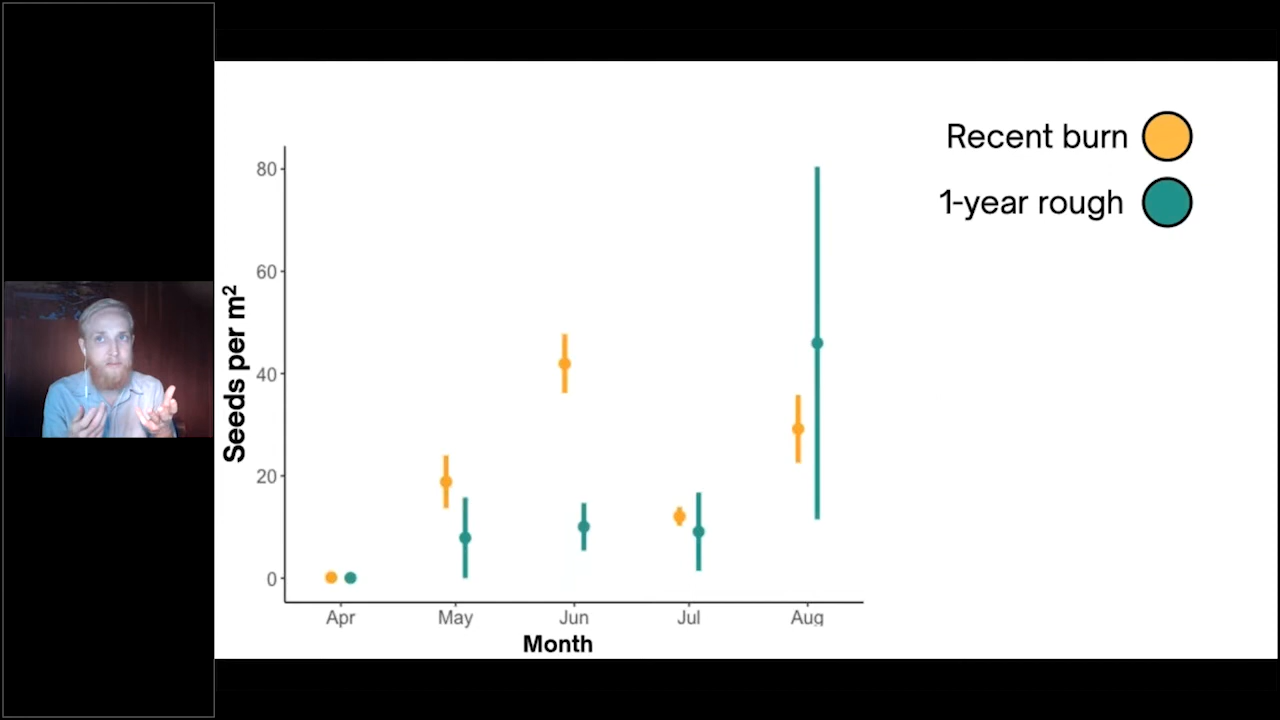 Recent burn
1-year rough
80
60
40
20
0
Seeds per m²
Apr May Jun Jul Aug
Month